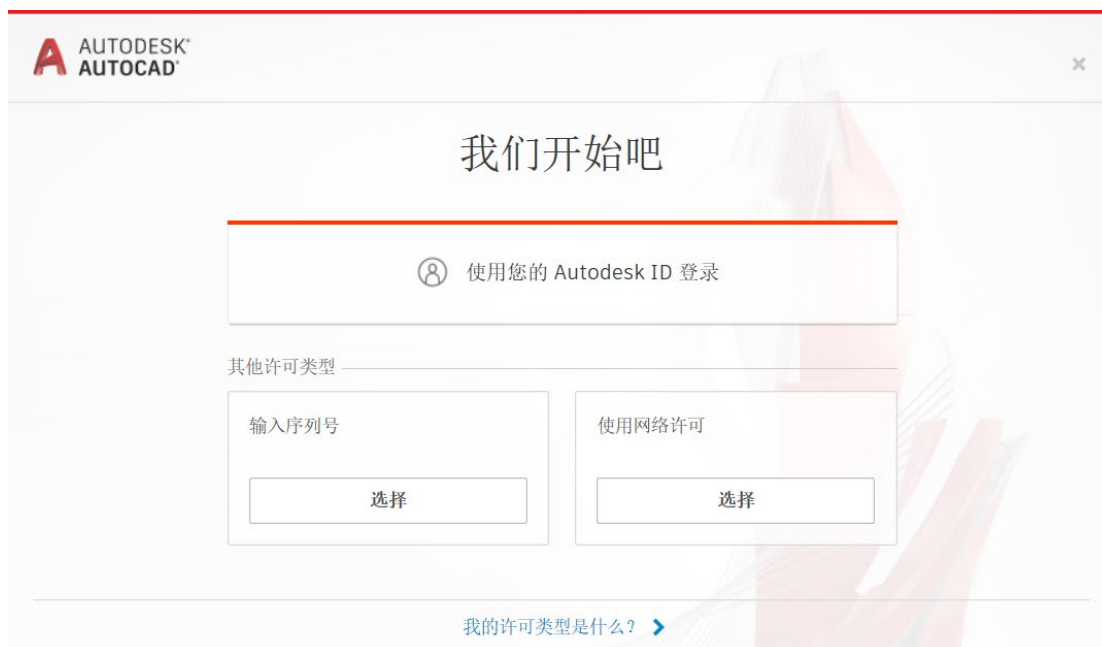 AUTODESK®
AUTOCAD®
我们开始吧
使用您的 Autodesk ID 登录
其他许可类型
输入序列号
使用网络许可
选择
选择
我的许可类型是什么?